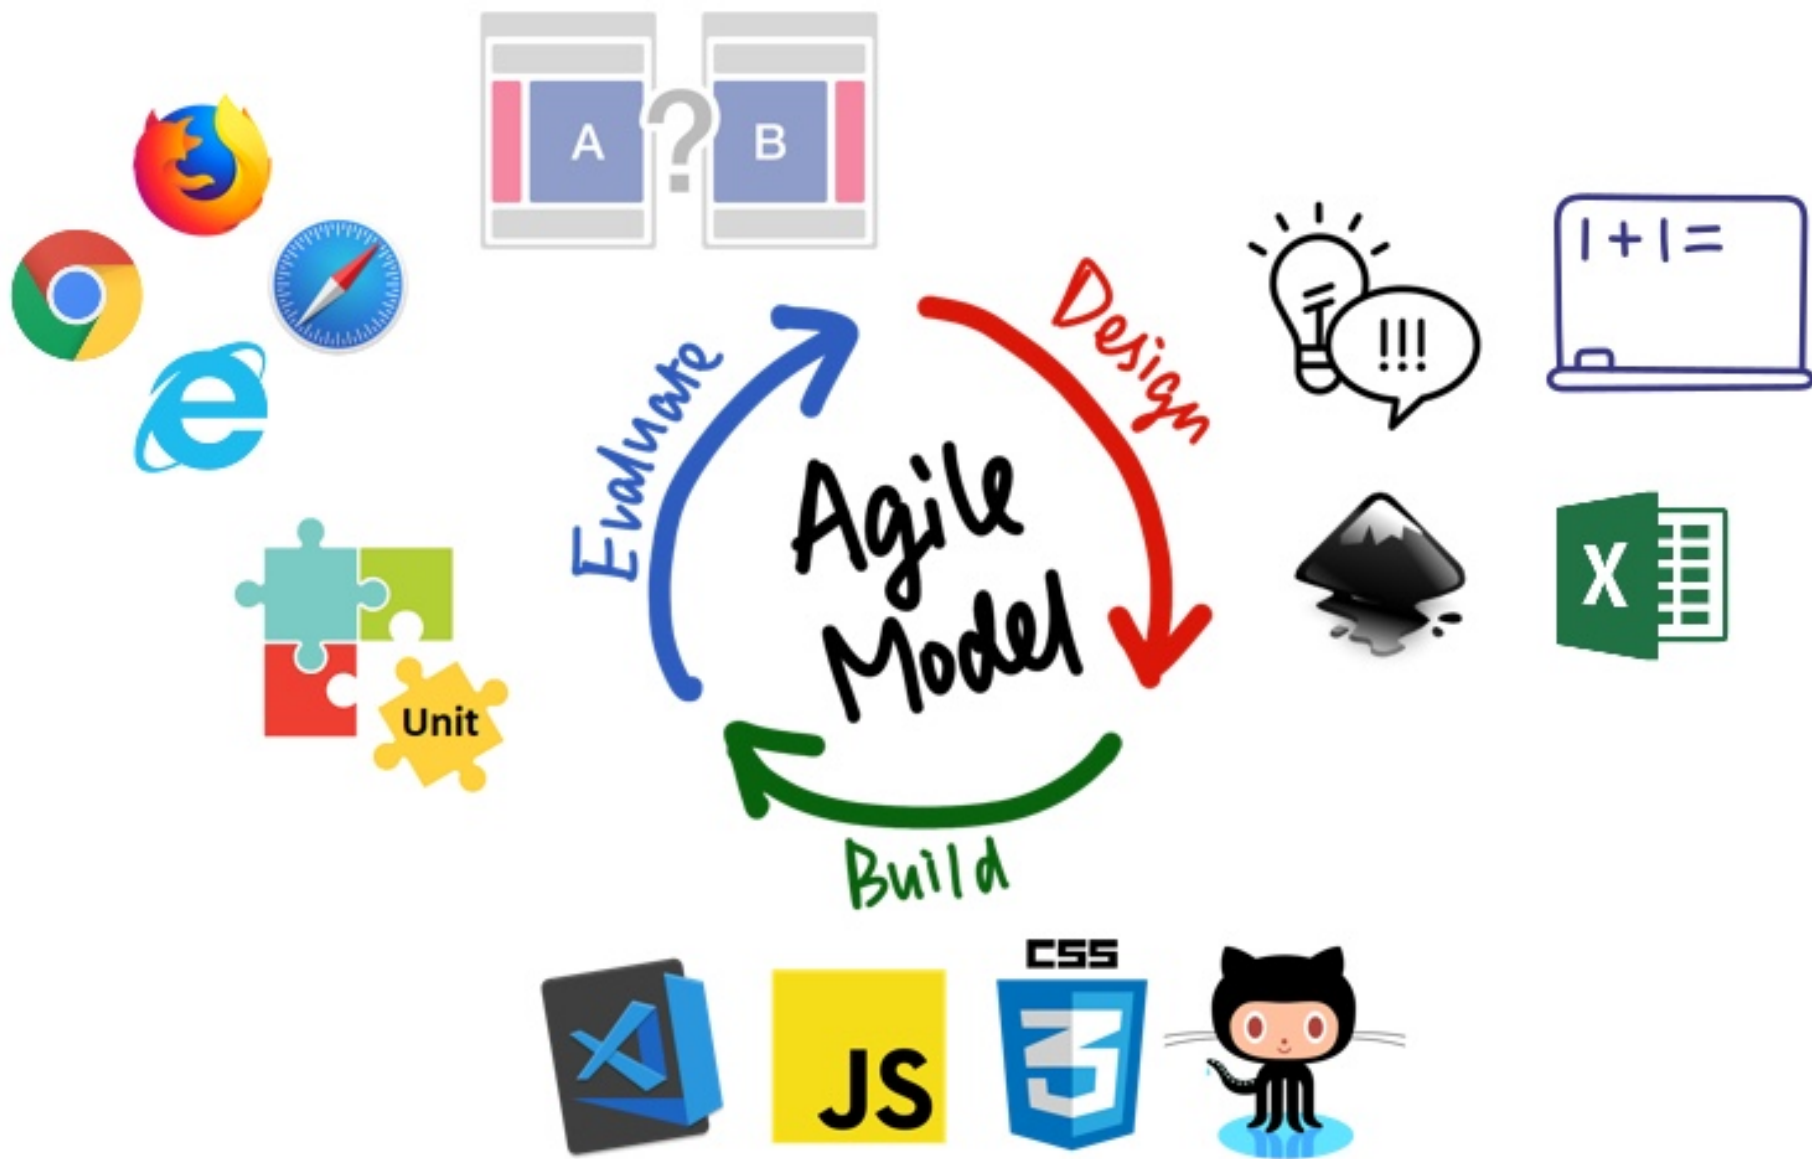 A ? B
Design
!!!
1 + 1 =
Evaluate
Agile
Model
X
Unit
Build
JS
CSS
3